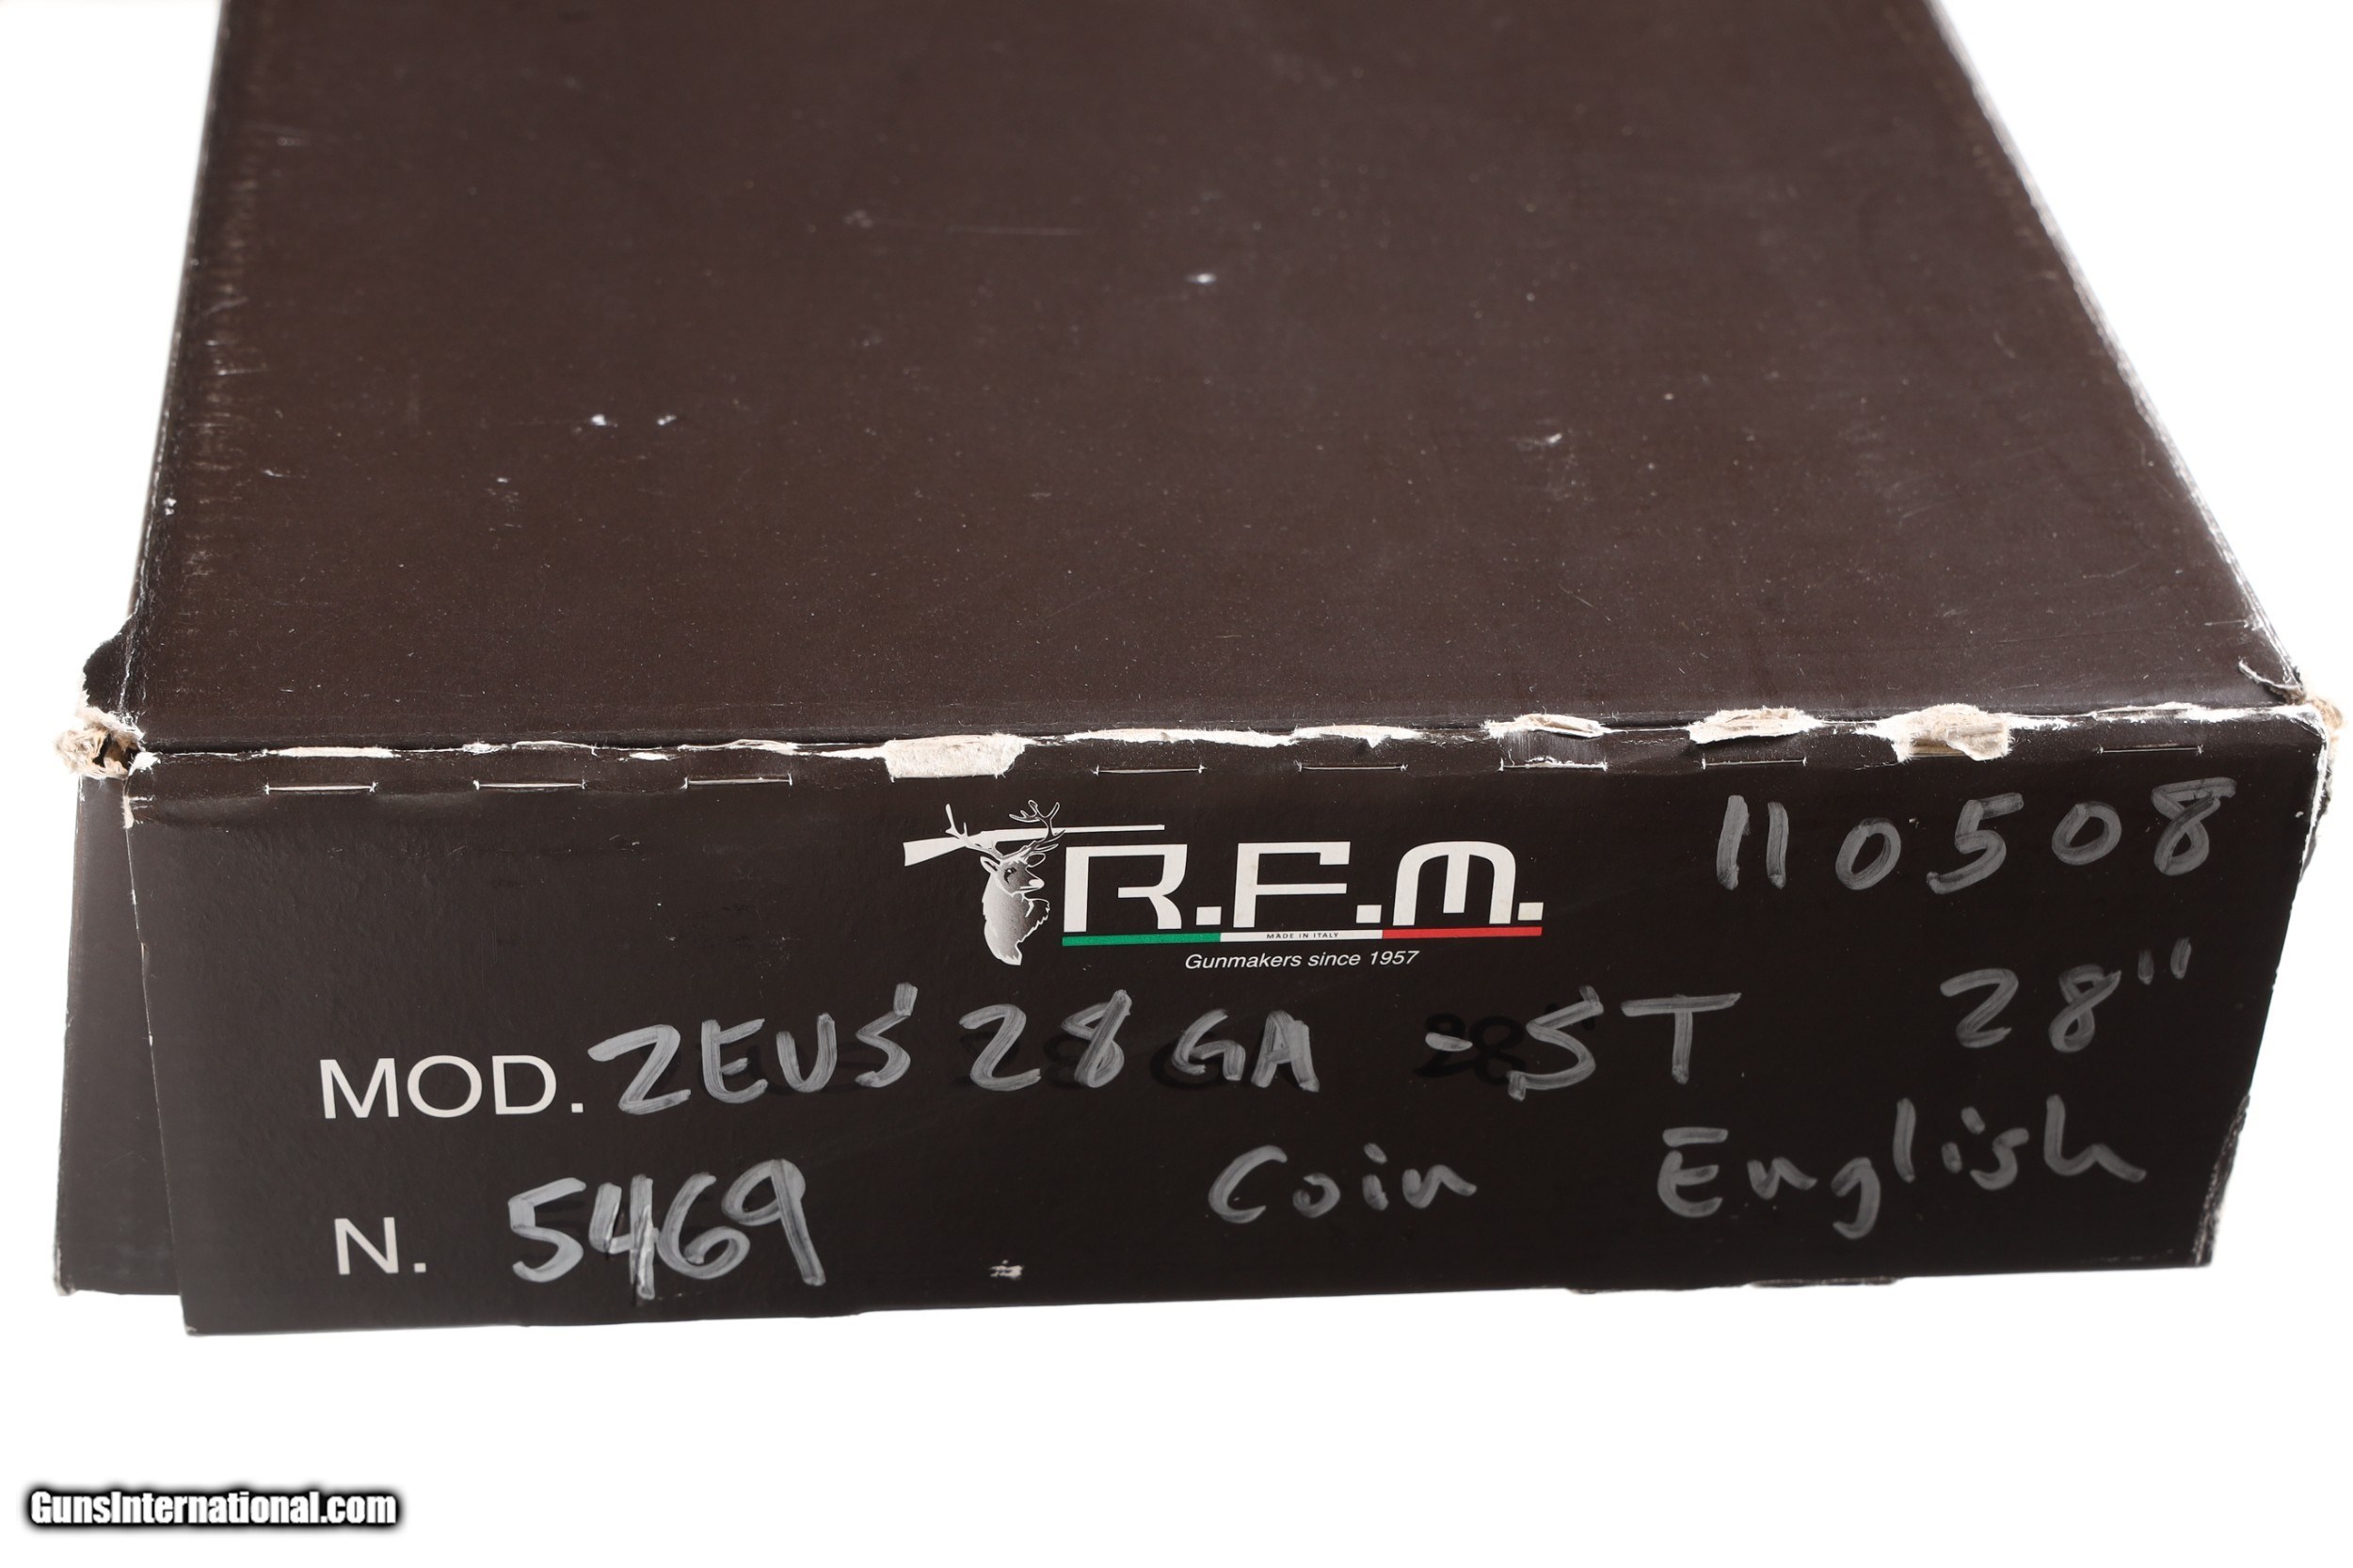 110508
R.F.M.
MADE IN ITALY
Gunmakers since 1957
MOD. ZEUS 28 GA - ST 28"
N. 5469 Coin English
GunsInternational.com